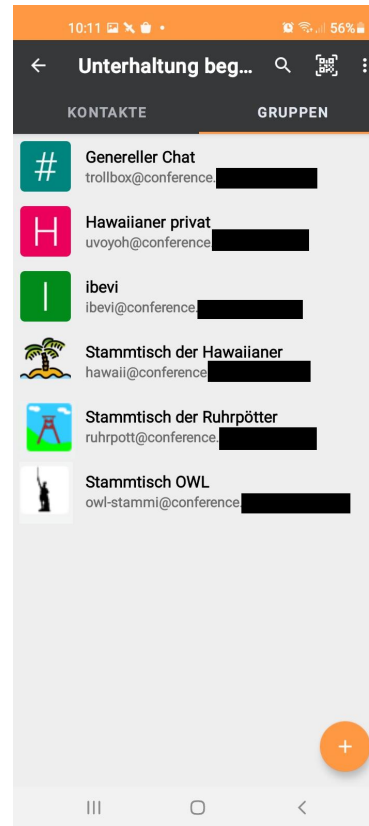 10:11 56%
Unterhaltung beg...
KONTAKTE GRUPPEN
#
Genereller Chat
trollbox@conference.
H
Hawaiianer privat
uvoyoh@conference
I
ibevi
ibevi@conference.
Stammtisch der Hawaiianer
hawaii@conference
Stammtisch der Ruhrpötter
ruhrpott@conference.
Stammtisch OWL
owl-stammi@conference.
+